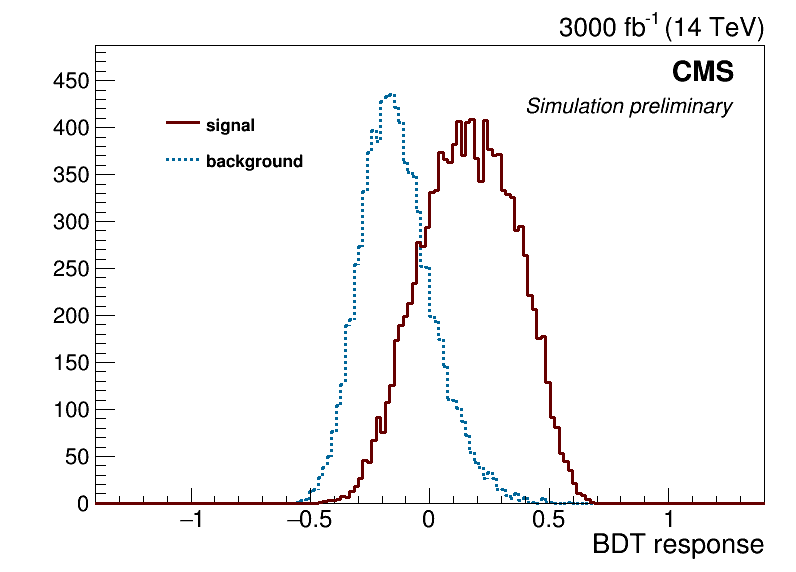 3000 fb-1 (14 TeV)
CMS
Simulation preliminary
signal
background
450
400
350
300
250
200
150
100
50
0
−1 −0.5 0 0.5 1
BDT response